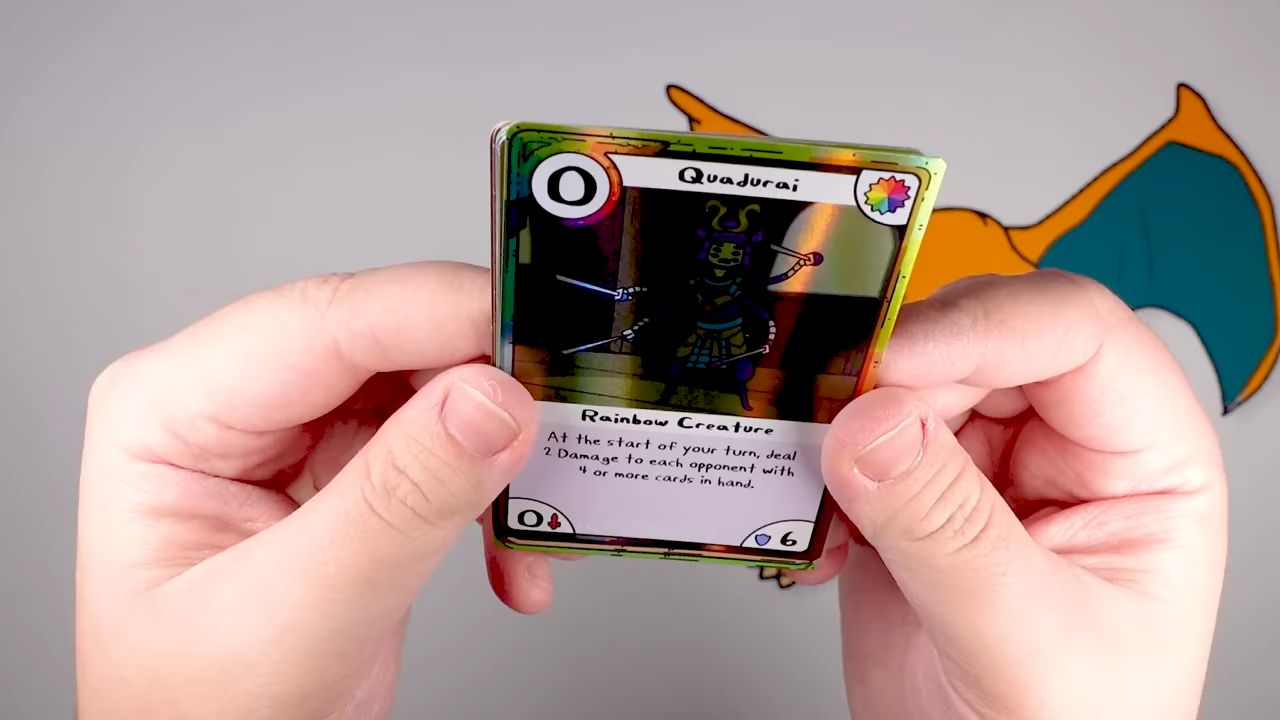 0
Quadurai
Rainbow Creature
At the start of your turn, deal
2 Damage to each opponent with
4 or more cards in hand.
0
6